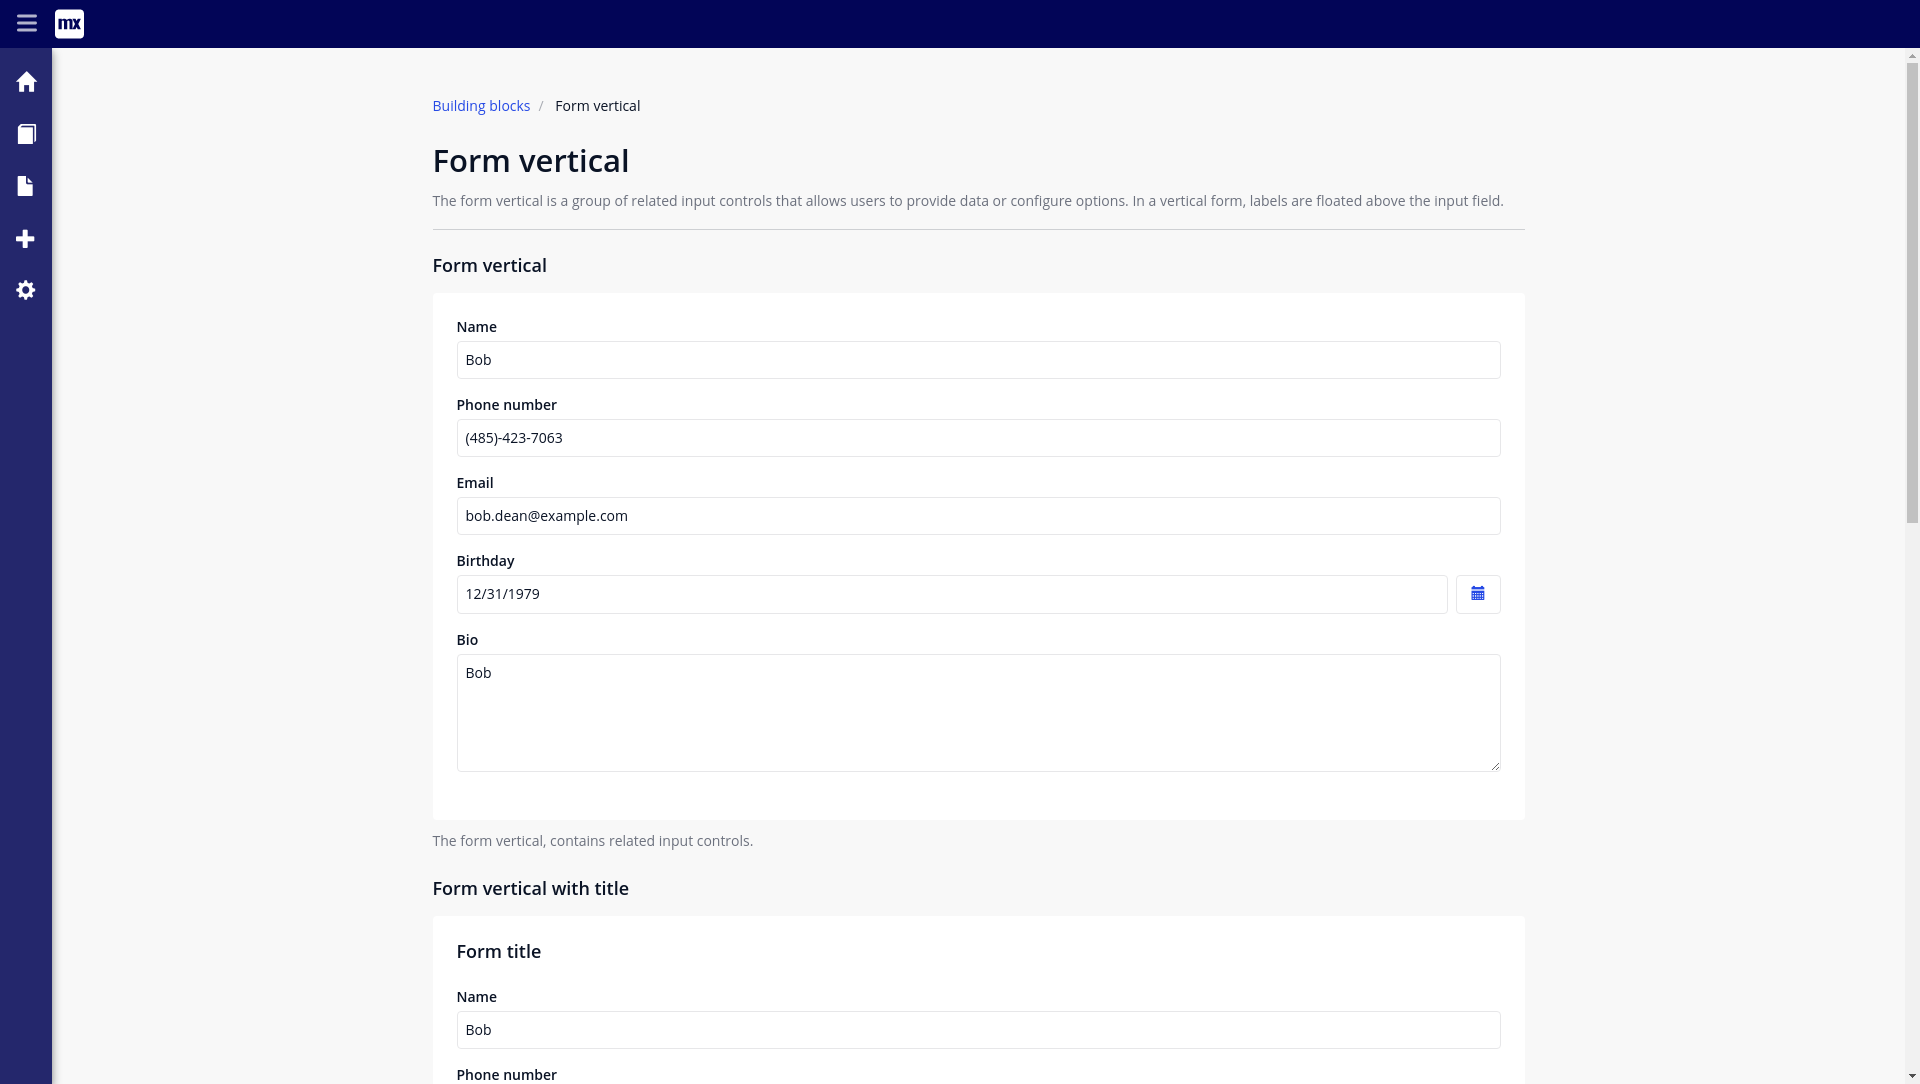 mx
Building blocks / Form vertical
Form vertical
The form vertical is a group of related input controls that allows users to provide data or configure options. In a vertical form, labels are floated above the input field.
Form vertical
Name
Bob
Phone number
(485)-423-7063
Email
bob.dean@example.com
Birthday
12/31/1979
Bio
Bob
The form vertical, contains related input controls.
Form vertical with title
Form title
Name
Bob
Phone number